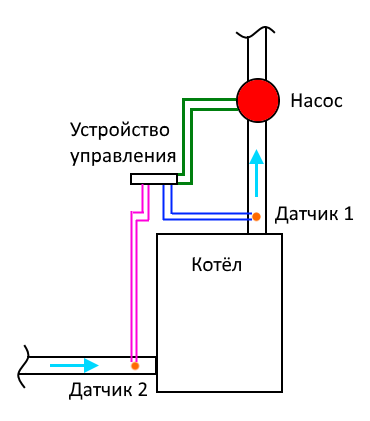 Насос
Устройство
управления
Датчик 1
Котёл
Датчик 2